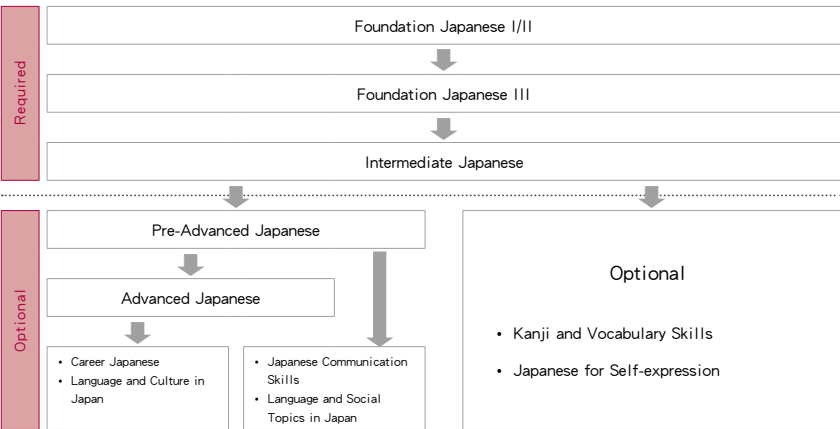 Required
Foundation Japanese I/II
Foundation Japanese III
Intermediate Japanese
Optional
Pre-Advanced Japanese
Advanced Japanese
• Career Japanese
• Language and Culture in
Japan
• Japanese Communication
Skills
• Language and Social
Topics in Japan
Optional
• Kanji and Vocabulary Skills
• Japanese for Self-expression